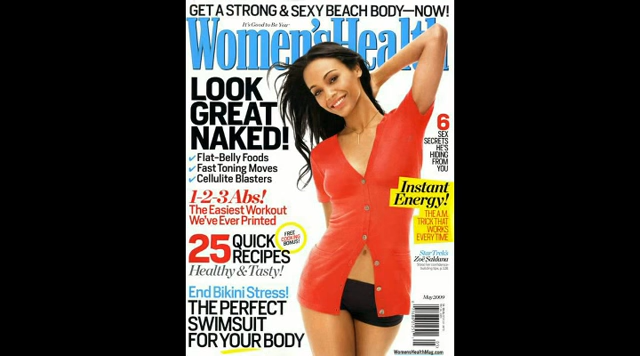 GET A STRONG & SEXY BEACH BODY—NOW!
It's Good to Be You
Women'sHealth
LOOK
GREAT
NAKED!
✓Flat-Belly Foods
✓Fast Toning Moves
✓Cellulite Blasters
1-2-3 Abs!
The Easiest Workout
We've Ever Printed
25 QUICK
RECIPES
Healthy & Tasty!
FREE
COOKING
BONUS!
End Bikini Stress!
THE PERFECT
SWIMSUIT
FOR YOUR BODY
6
SEX
SECRETS
HE'S
HIDING
FROM
YOU
Instant
Energy!
THE A.M.
TRICK THAT
WORKS
EVERY TIME
Star Trek's
Zoë Saldana
May 2009
WomensHealthMag.com